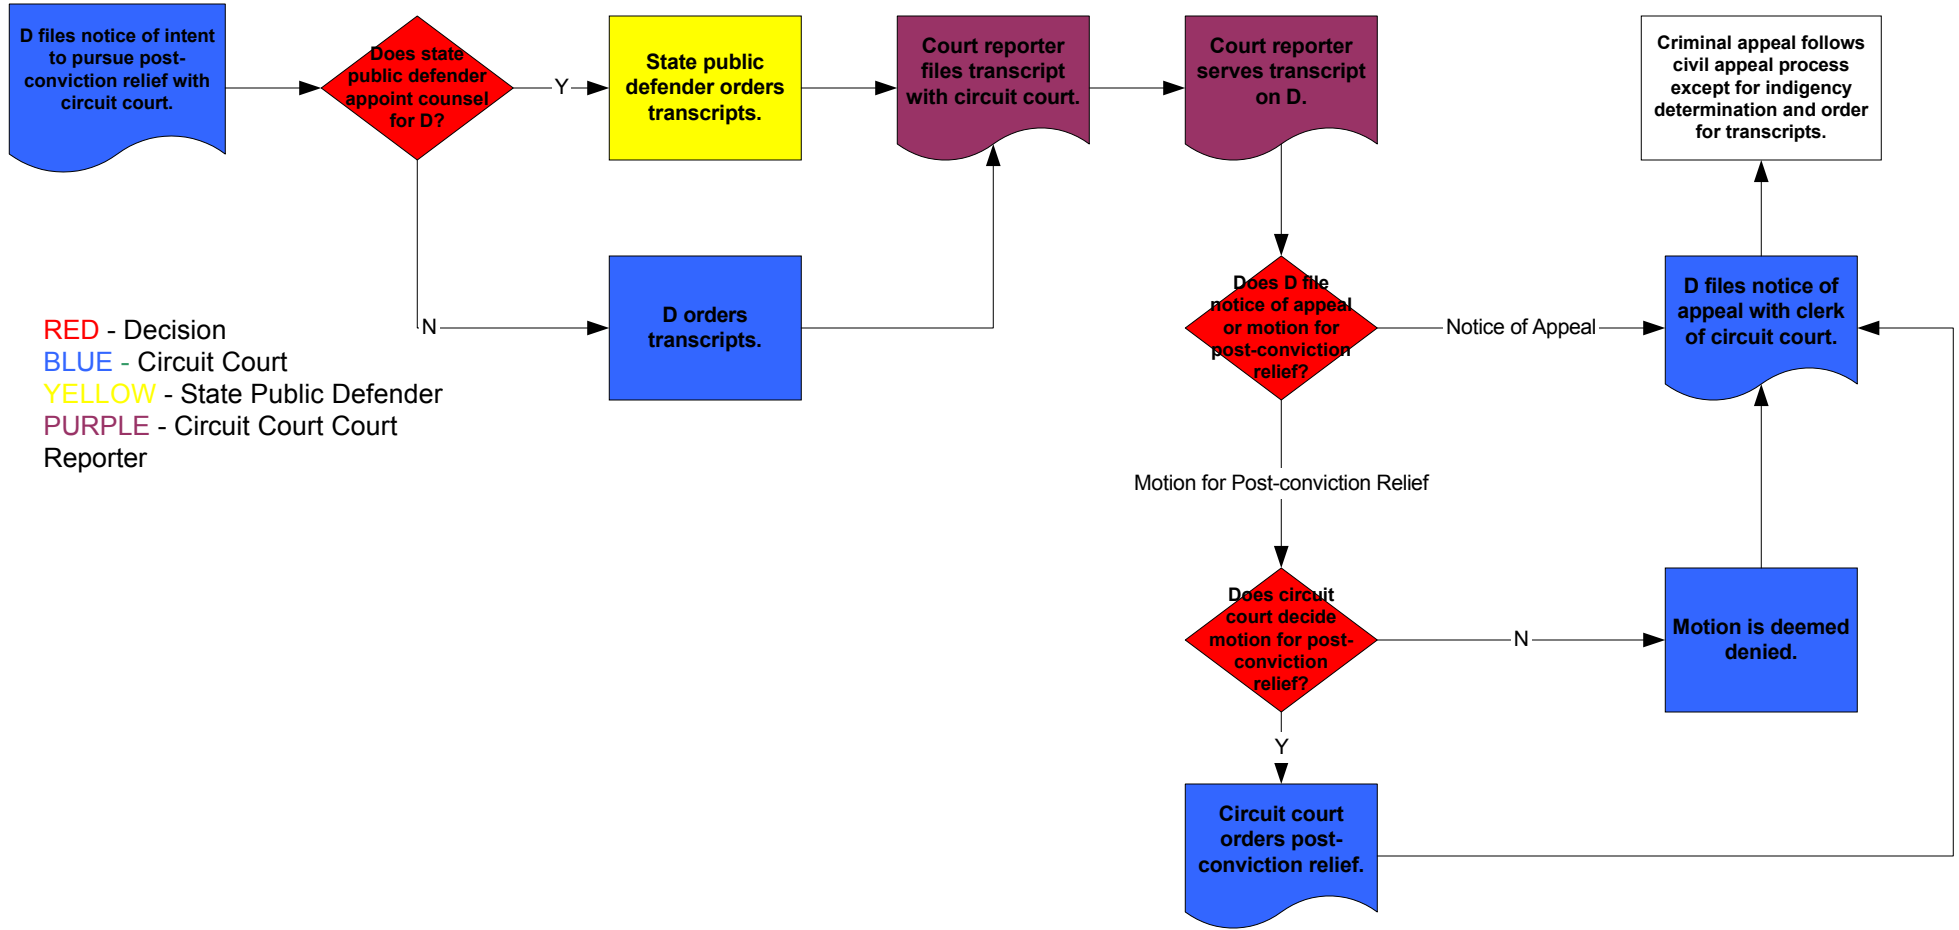 D files notice of intent
to pursue post-
conviction relief with
circuit court.
Does state
public defender
appoint counsel
for D?
Y
State public
defender orders
transcripts.
Court reporter
files transcript
with circuit court.
Court reporter
serves transcript
on D.
Criminal appeal follows
civil appeal process
except for indigency
determination and order
for transcripts.
N
D orders
transcripts.
Does D file
notice of appeal
or motion for
post-conviction
relief?
Notice of Appeal
D files notice of
appeal with clerk
of circuit court.
RED - Decision
BLUE - Circuit Court
YELLOW - State Public Defender
PURPLE - Circuit Court Court
Reporter
Motion for Post-conviction Relief
Does circuit
court decide
motion for post-
conviction
relief?
N
Motion is deemed
denied.
Y
Circuit court
orders post-
conviction relief.